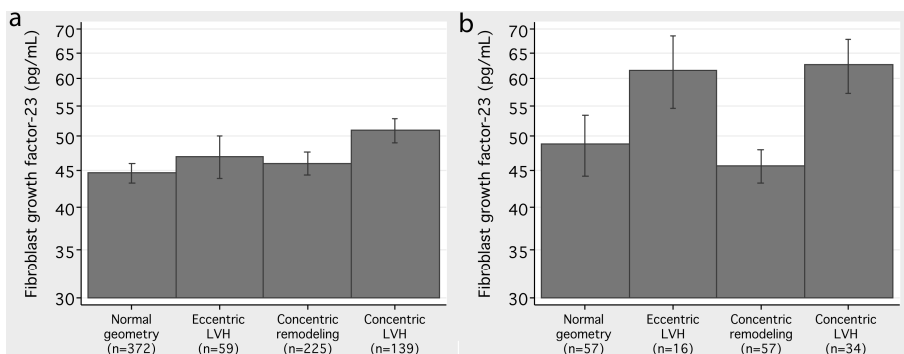 a
Fibroblast growth factor-23 (pg/mL)
70
65
60
55
50
45
40
35
30
Normal
geometry
(n=372)
Eccentric
LVH
(n=59)
Concentric
remodeling
(n=225)
Concentric
LVH
(n=139)
b
Fibroblast growth factor-23 (pg/mL)
70
65
60
55
50
45
40
35
30
Normal
geometry
(n=57)
Eccentric
LVH
(n=16)
Concentric
remodeling
(n=57)
Concentric
LVH
(n=34)